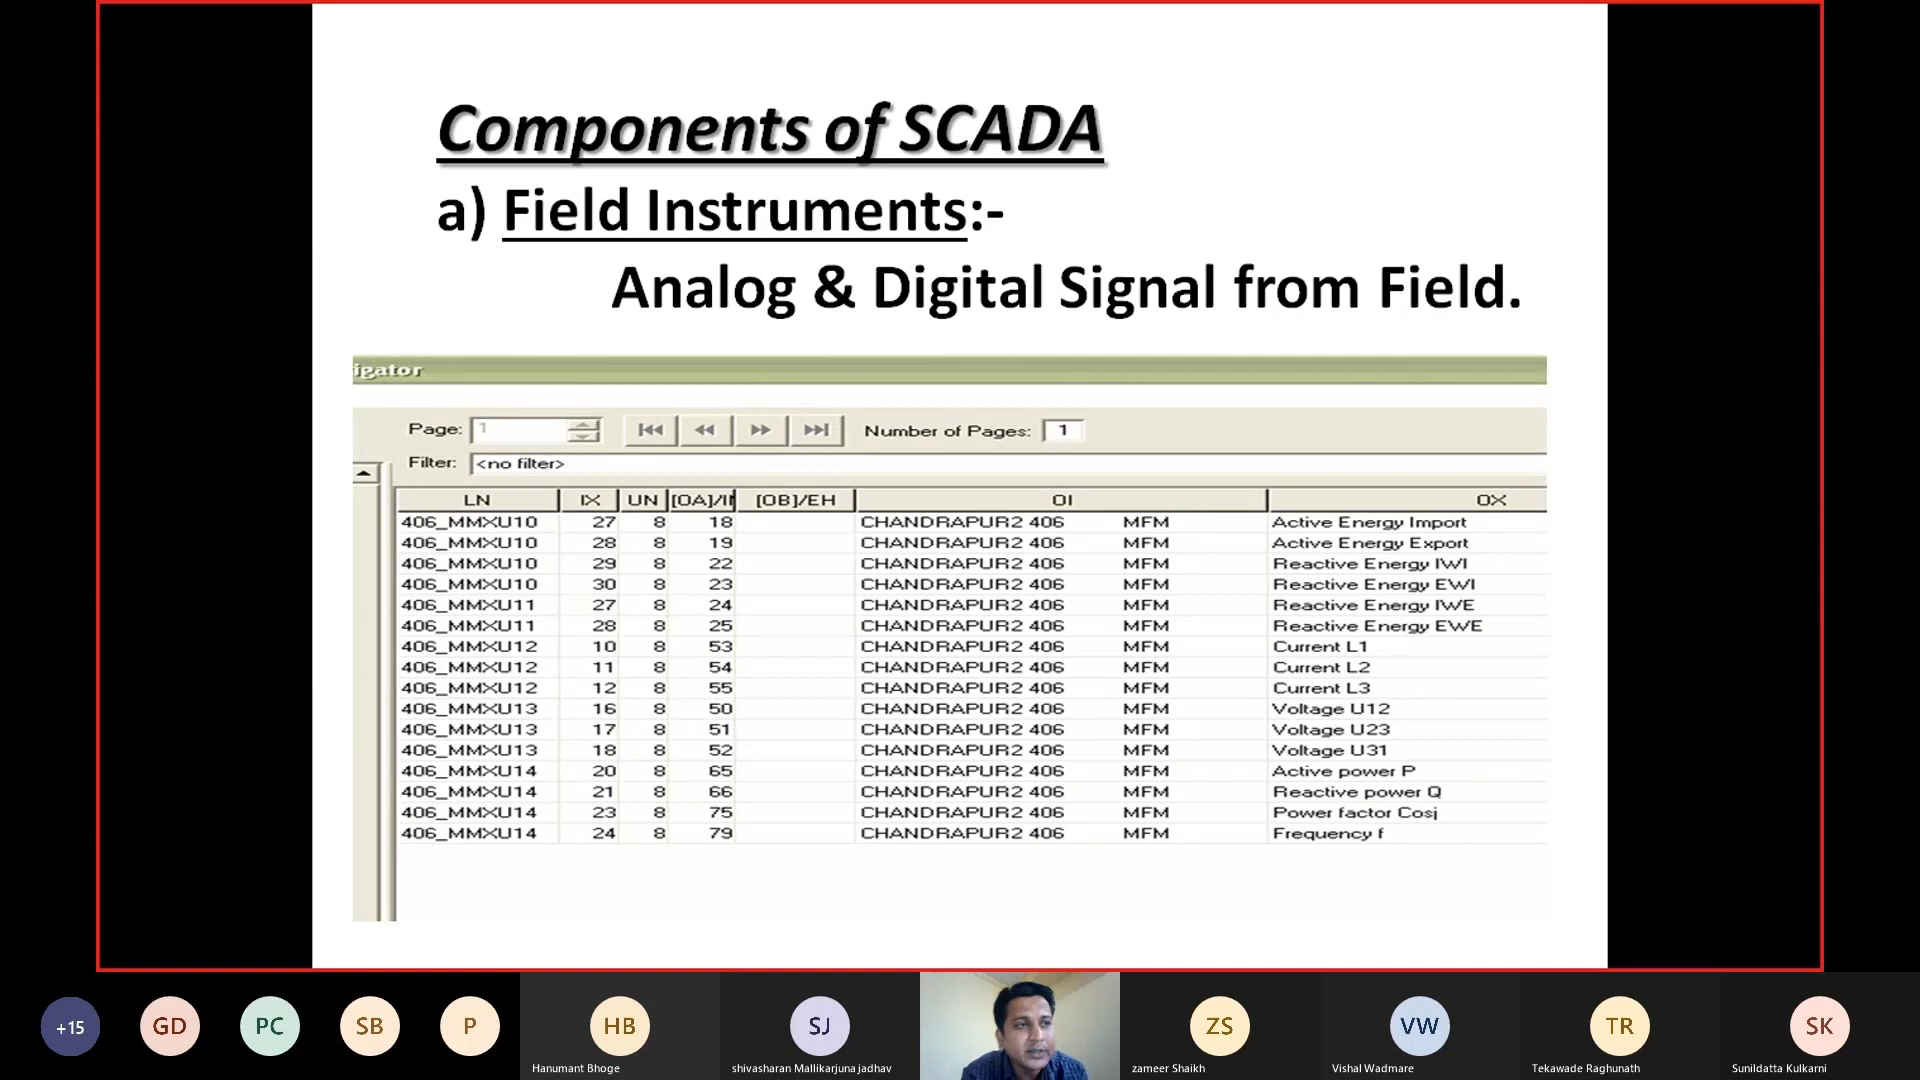 Components of SCADA
a) Field Instruments:-
Analog & Digital Signal from Field.
igator
Page: 1 Number of Pages: 1
Filter: <no filter>
LN IX UN [OA]/I [OB]/EH OI OX
406_MMXU10 27 8 18 CHANDRAPUR2 406 MFM Active Energy Import
406_MMXU10 28 8 19 CHANDRAPUR2 406 MFM Active Energy Export
406_MMXU10 29 8 22 CHANDRAPUR2 406 MFM Reactive Energy IWI
406_MMXU10 30 8 23 CHANDRAPUR2 406 MFM Reactive Energy EWI
406_MMXU11 27 8 24 CHANDRAPUR2 406 MFM Reactive Energy IWE
406_MMXU11 28 8 25 CHANDRAPUR2 406 MFM Reactive Energy EWE
406_MMXU12 10 8 53 CHANDRAPUR2 406 MFM Current L1
406_MMXU12 11 8 54 CHANDRAPUR2 406 MFM Current L2
406_MMXU12 12 8 55 CHANDRAPUR2 406 MFM Current L3
406_MMXU13 16 8 50 CHANDRAPUR2 406 MFM Voltage U12
406_MMXU13 17 8 51 CHANDRAPUR2 406 MFM Voltage U23
406_MMXU13 18 8 52 CHANDRAPUR2 406 MFM Voltage U31
406_MMXU14 20 8 65 CHANDRAPUR2 406 MFM Active power P
406_MMXU14 21 8 66 CHANDRAPUR2 406 MFM Reactive power Q
406_MMXU14 23 8 75 CHANDRAPUR2 406 MFM Power factor Cosj
406_MMXU14 24 8 79 CHANDRAPUR2 406 MFM Frequency f
+15 GD PC SB P HB SJ ZS VW TR SK
Hanumant Bhoge shivasharan Mallikarjuna jadhav zameer Shaikh Vishal Wadmare Tekawade Raghunath Sunildatta Kulkarni